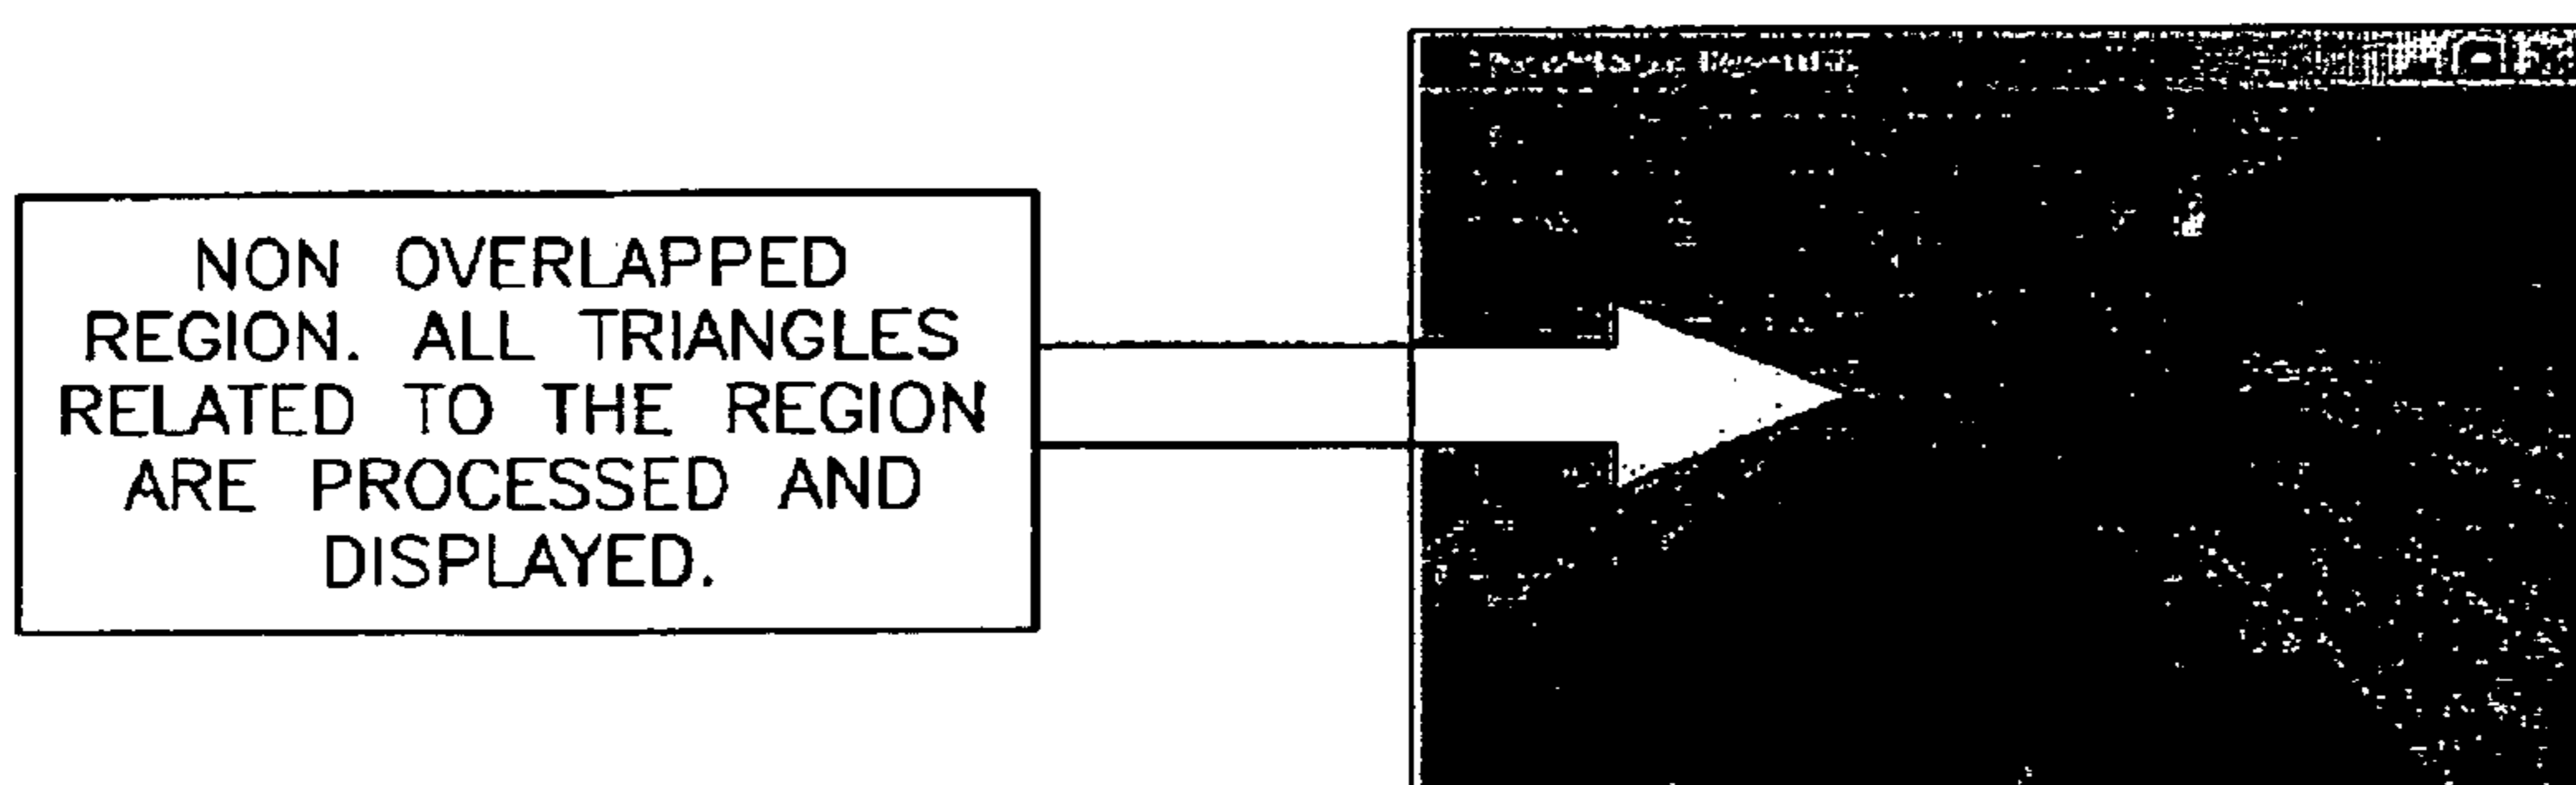 NON OVERLAPPED
REGION. ALL TRIANGLES
RELATED TO THE REGION
ARE PROCESSED AND
DISPLAYED.